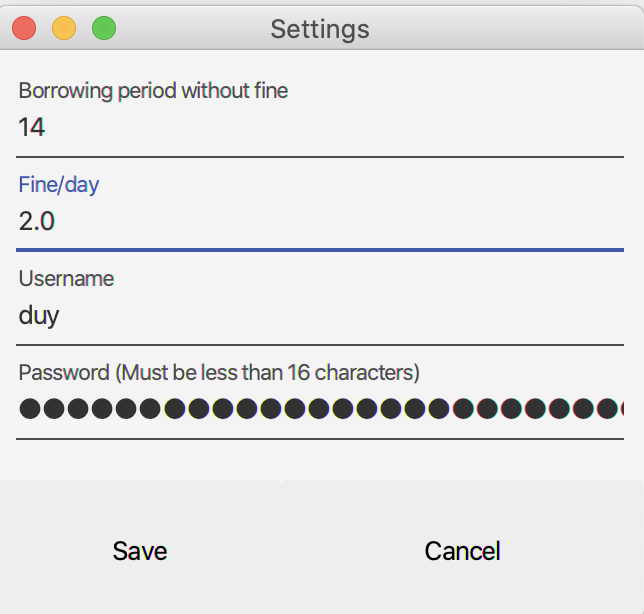 Settings
Borrowing period without fine
14
Fine/day
2.0
Username
duy
Password (Must be less than 16 characters)
Save
Cancel